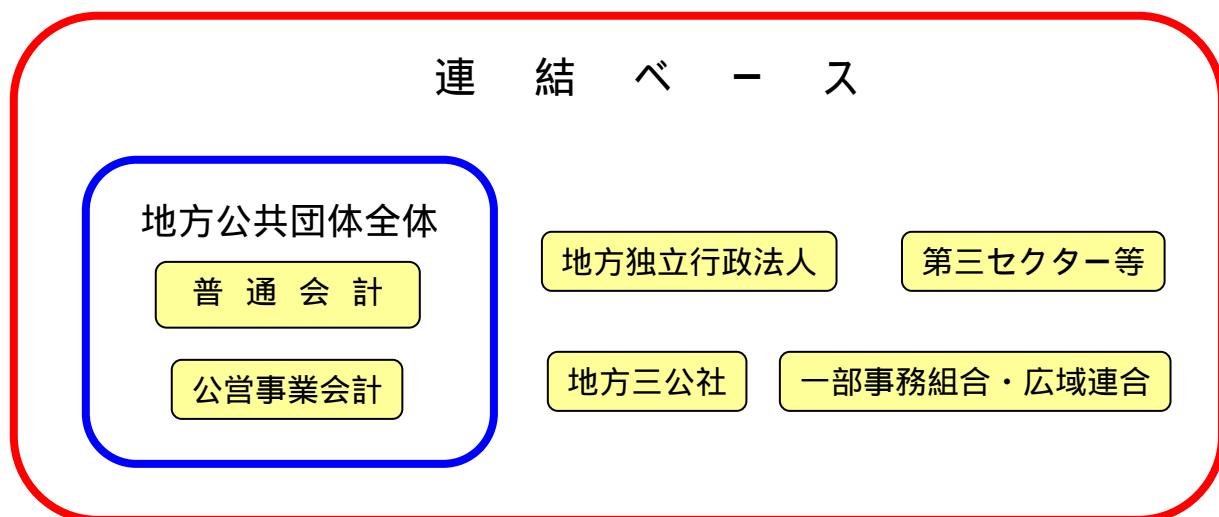 連結ベース
地方公共団体全体
普通会計
公営事業会計
地方独立行政法人
第三セクター等
地方三公社
一部事務組合・広域連合